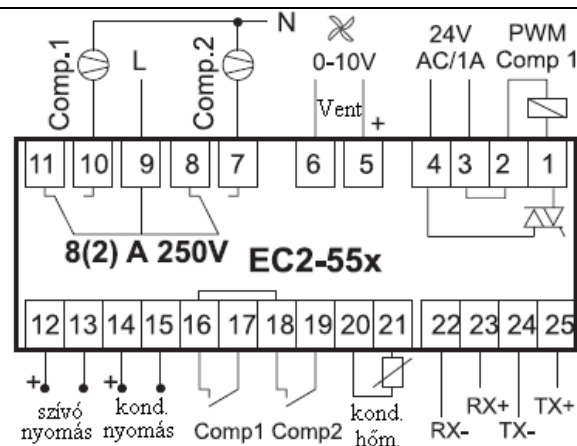 N
24V
AC/1A
PWM
Comp 1
Comp.1
L
Comp.2
0-10V
Vent
+
11 10 9 8 7 6 5 4 3 2 1
8(2) A 250V
EC2-55x
12 13 14 15 16 17 18 19 20 21 22 23 24 25
+ +
szívó
nyomás
kond.
nyomás
Comp1 Comp2
kond.
hőm.
RX- RX+ TX- TX+